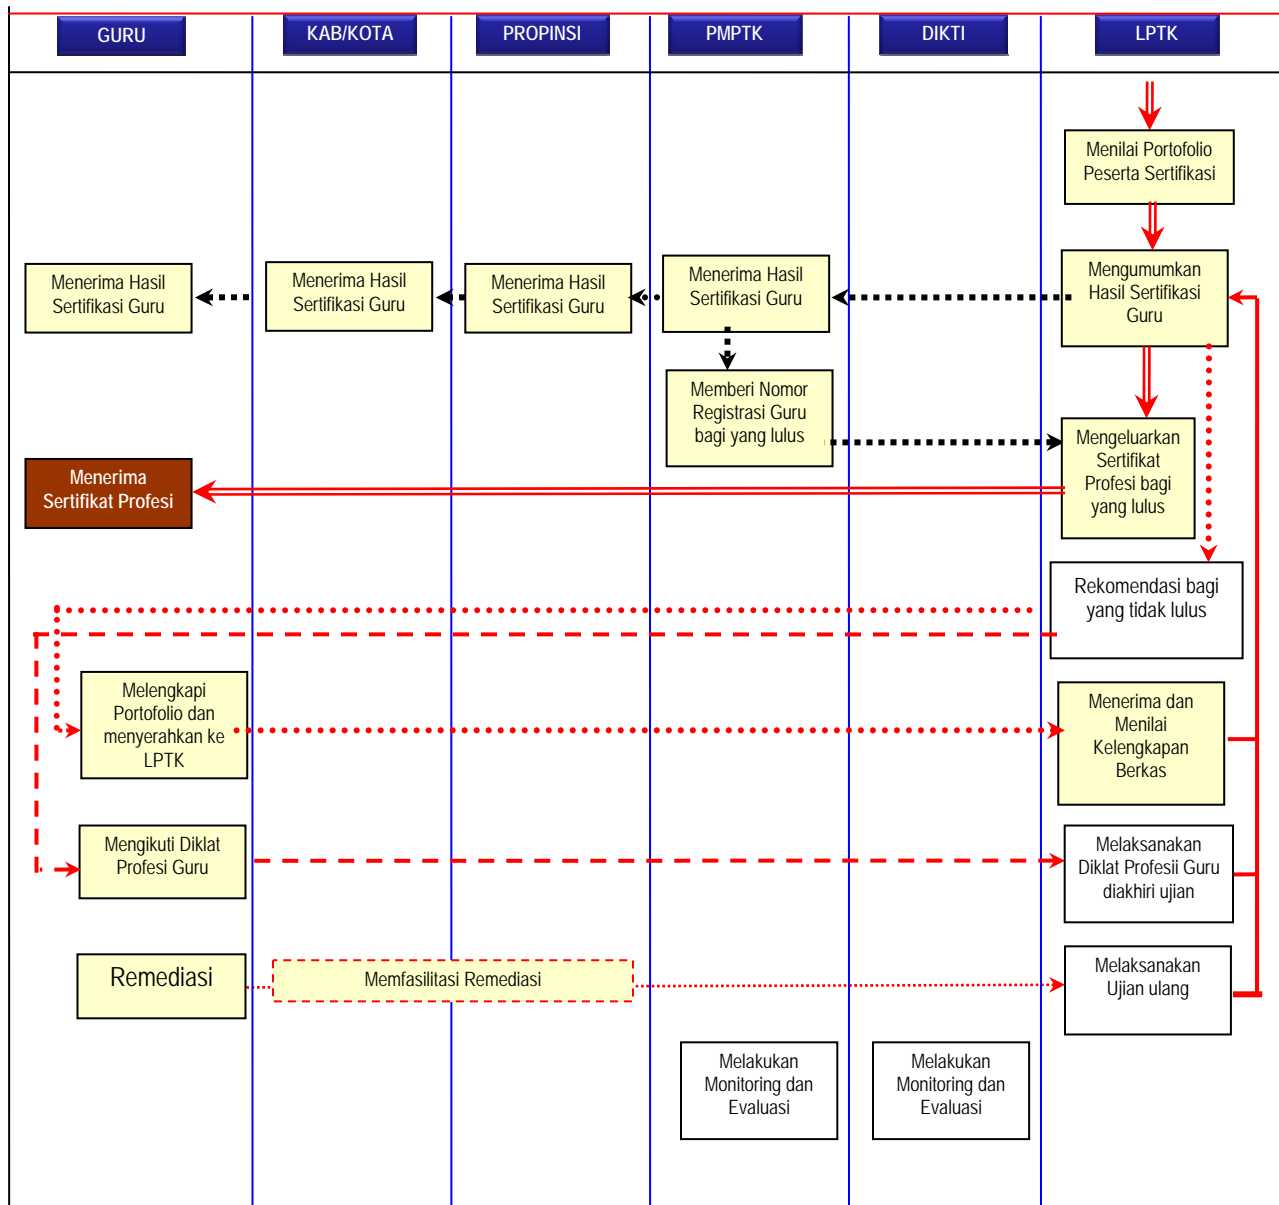 GURU
KAB/KOTA
PROPINSI
PMPTK
DIKTI
LPTK
Menilai Portofolio
Peserta Sertifikasi
Menerima Hasil
Sertifikasi Guru
Menerima Hasil
Sertifikasi Guru
Menerima Hasil
Sertifikasi Guru
Menerima Hasil
Sertifikasi Guru
Mengumumkan
Hasil Sertifikasi
Guru
Memberi Nomor
Registrasi Guru
bagi yang lulus
Mengeluarkan
Sertifikat
Profesi bagi
yang lulus
Menerima
Sertifikat Profesi
Rekomendasi bagi
yang tidak lulus
Melengkapi
Portofolio dan
menyerahkan ke
LPTK
Menerima dan
Menilai
Kelengkapan
Berkas
Mengikuti Diklat
Profesi Guru
Melaksanakan
Diklat Profesii Guru
diakhiri ujian
Remediasi
Memfasilitasi Remediasi
Melaksanakan
Ujian ulang
Melakukan
Monitoring dan
Evaluasi
Melakukan
Monitoring dan
Evaluasi